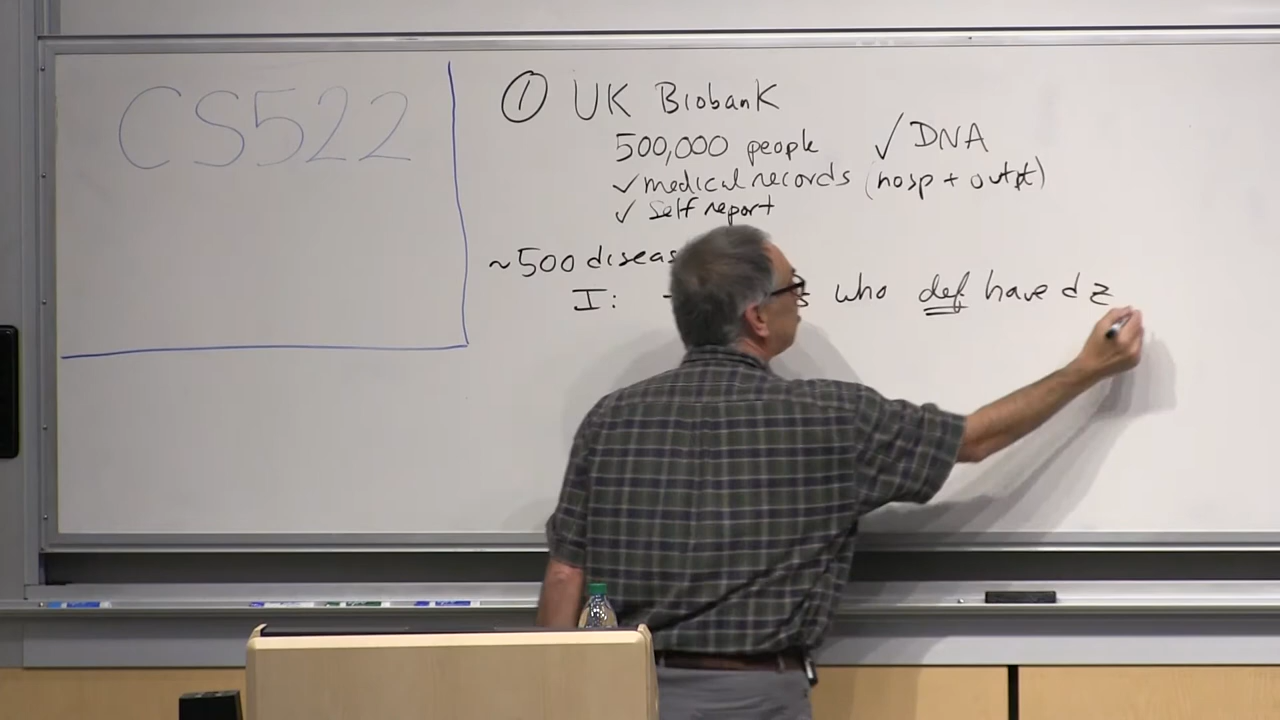 CS522
① UK Biobank
500,000 people ✓ DNA
✓ medical records (hosp + outpt)
✓ Self report
~500 diseas
I: who def have dz